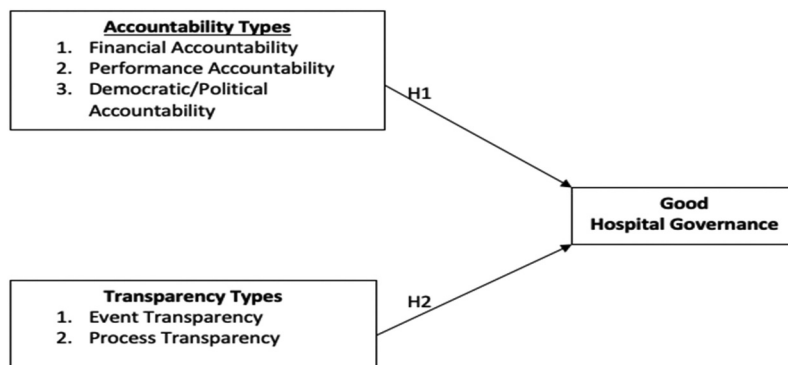 Accountability Types
1. Financial Accountability
2. Performance Accountability
3. Democratic/Political
Accountability
H1
Good
Hospital Governance
Transparency Types
1. Event Transparency
2. Process Transparency
H2